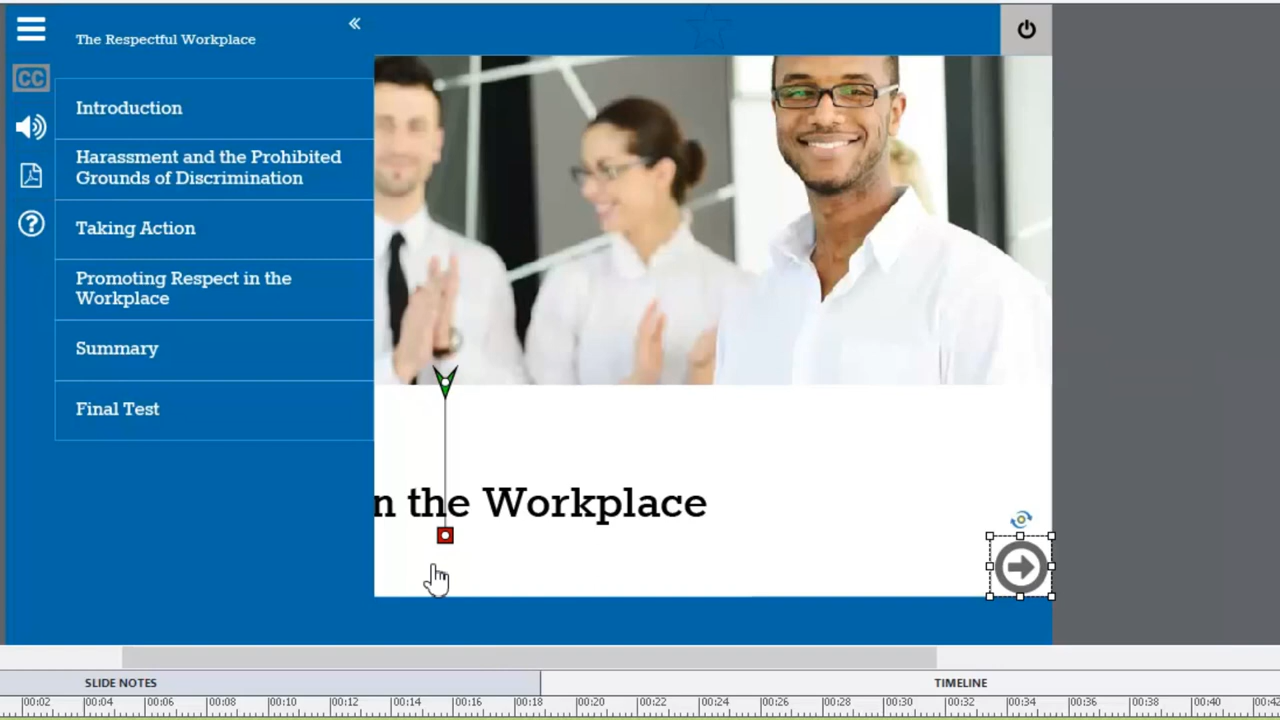 The Respectful Workplace
«
CC
Introduction
Harassment and the Prohibited
Grounds of Discrimination
Taking Action
Promoting Respect in the
Workplace
Summary
Final Test
n the Workplace
SLIDE NOTES
TIMELINE
00:02 00:04 00:06 00:08 00:10 00:12 00:14 00:16 00:18 00:20 00:22 00:24 00:26 00:28 00:30 00:32 00:34 00:36 00:38 00:40 00:4